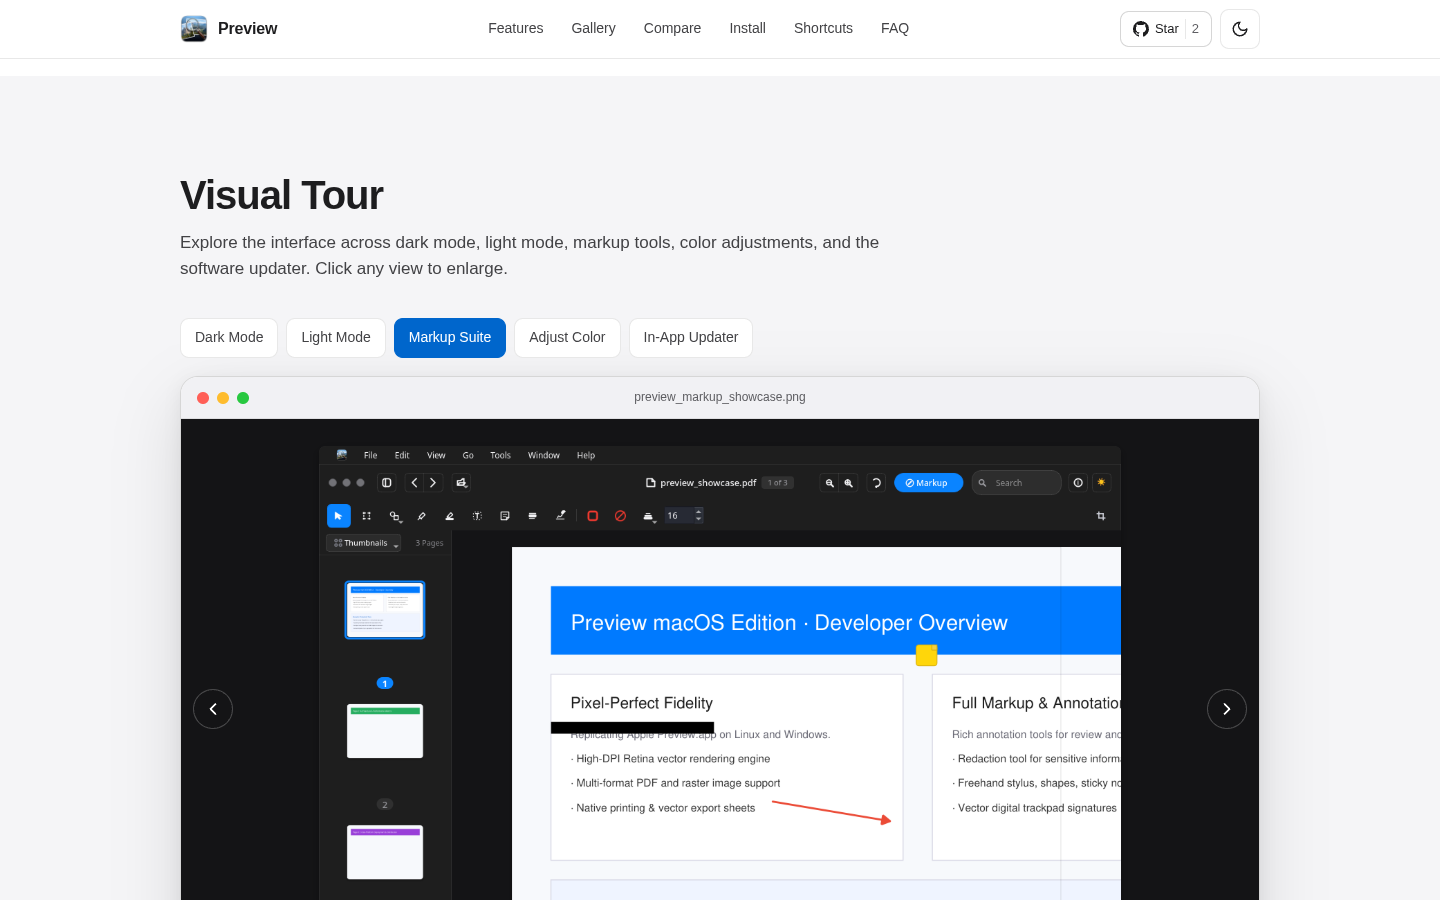 Preview
Features
Gallery
Compare
Install
Shortcuts
FAQ
Star
2
Visual Tour
Explore the interface across dark mode, light mode, markup tools, color adjustments, and the
software updater. Click any view to enlarge.
Dark Mode
Light Mode
Markup Suite
Adjust Color
In-App Updater
preview_markup_showcase.png
File
Edit
View
Go
Tools
Window
Help
preview_showcase.pdf
1 of 3
Markup
Search
16
Thumbnails
3 Pages
1
2
Preview macOS Edition · Developer Overview
Pixel-Perfect Fidelity
Replicating Apple Preview.app on Linux and Windows.
· High-DPI Retina vector rendering engine
· Multi-format PDF and raster image support
· Native printing & vector export sheets
Full Markup &
Rich annotation tools for review
· Redaction tool for sensitive
· Freehand stylus, shapes, sticky
· Vector digital trackpad signatures